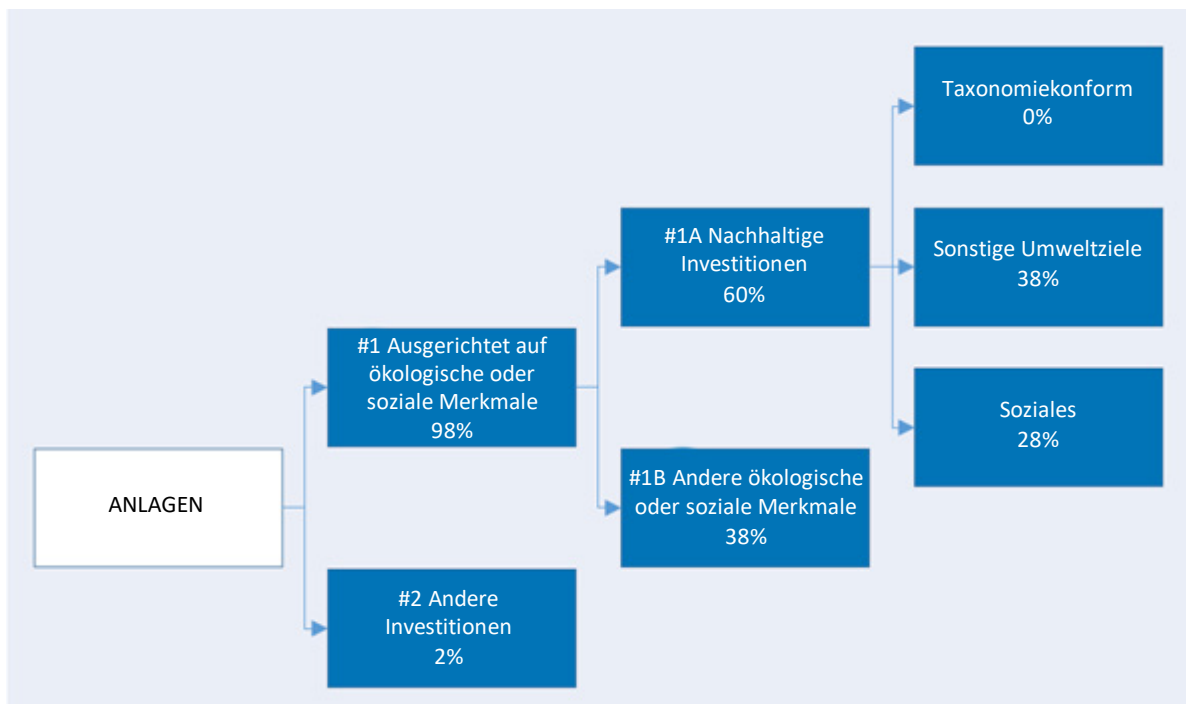 ANLAGEN
#1 Ausgerichtet auf
ökologische oder
soziale Merkmale
98%
#2 Andere
Investitionen
2%
#1A Nachhaltige
Investitionen
60%
#1B Andere ökologische
oder soziale Merkmale
38%
Taxonomiekonform
0%
Sonstige Umweltziele
38%
Soziales
28%